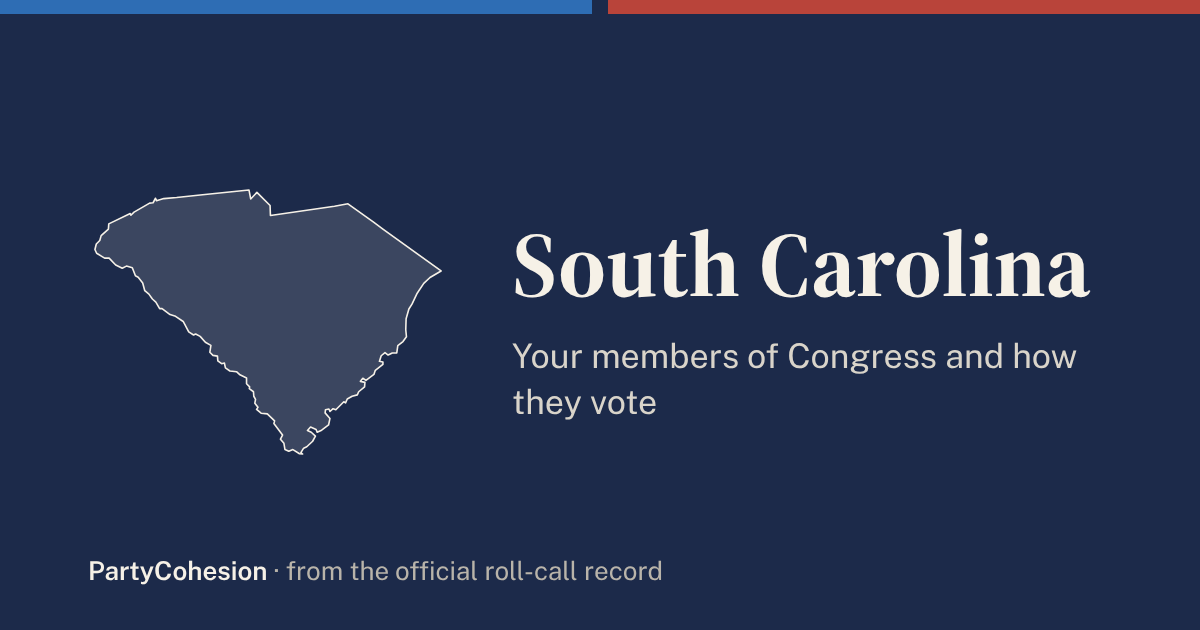 South Carolina
Your members of Congress and how
they vote
PartyCohesion · from the official roll-call record